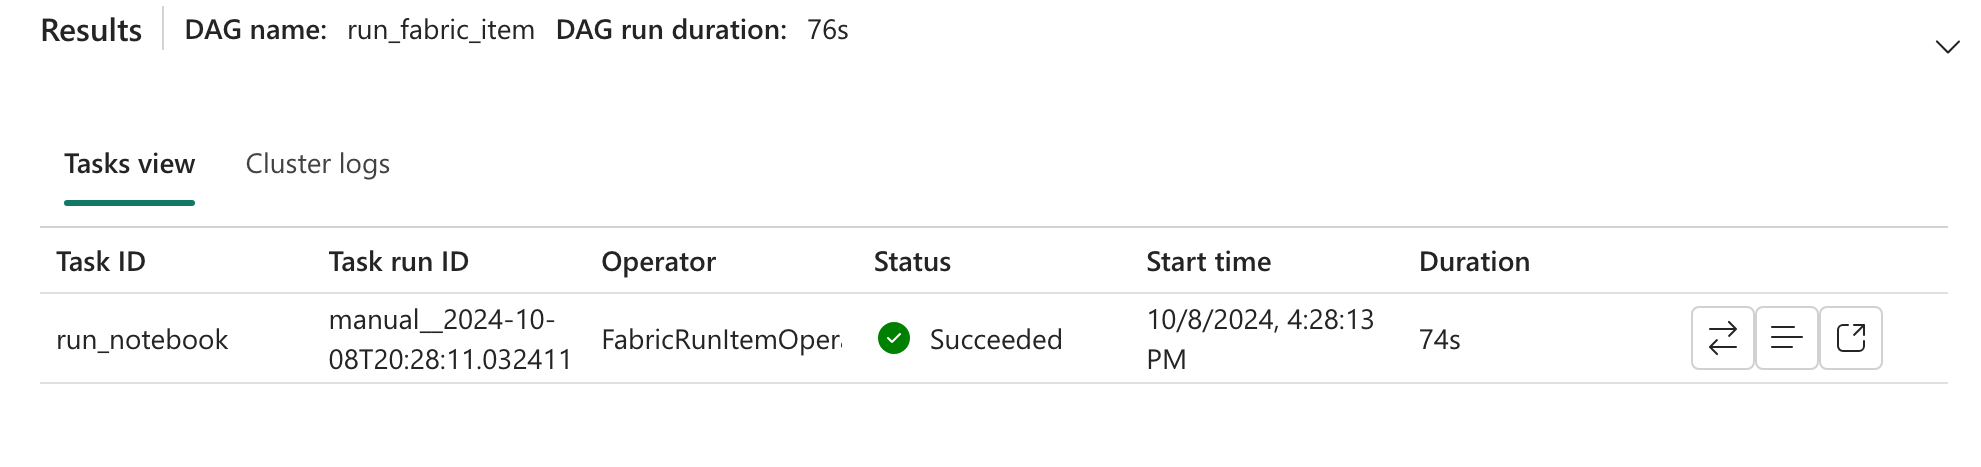 Results DAG name: run_fabric_item DAG run duration: 76s
Tasks view Cluster logs
Task ID Task run ID Operator Status Start time Duration
run_notebook manual__2024-10-08T20:28:11.032411 FabricRunItemOper Succeeded 10/8/2024, 4:28:13 PM 74s